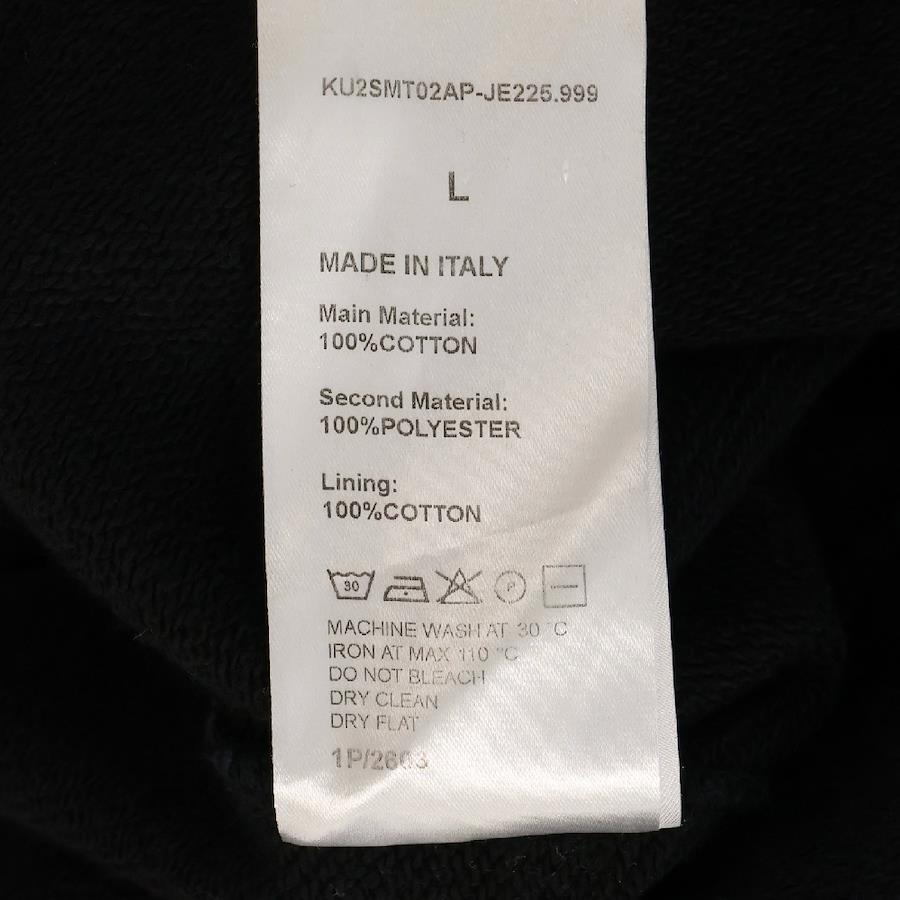 KU2SMT02AP-JE225.999
L
MADE IN ITALY
Main Material:
100%COTTON
Second Material:
100%POLYESTER
Lining:
100%COTTON
30 P
MACHINE WASH AT 30 °C
IRON AT MAX 110 °C
DO NOT BLEACH
DRY CLEAN
DRY FLAT
1P/2603